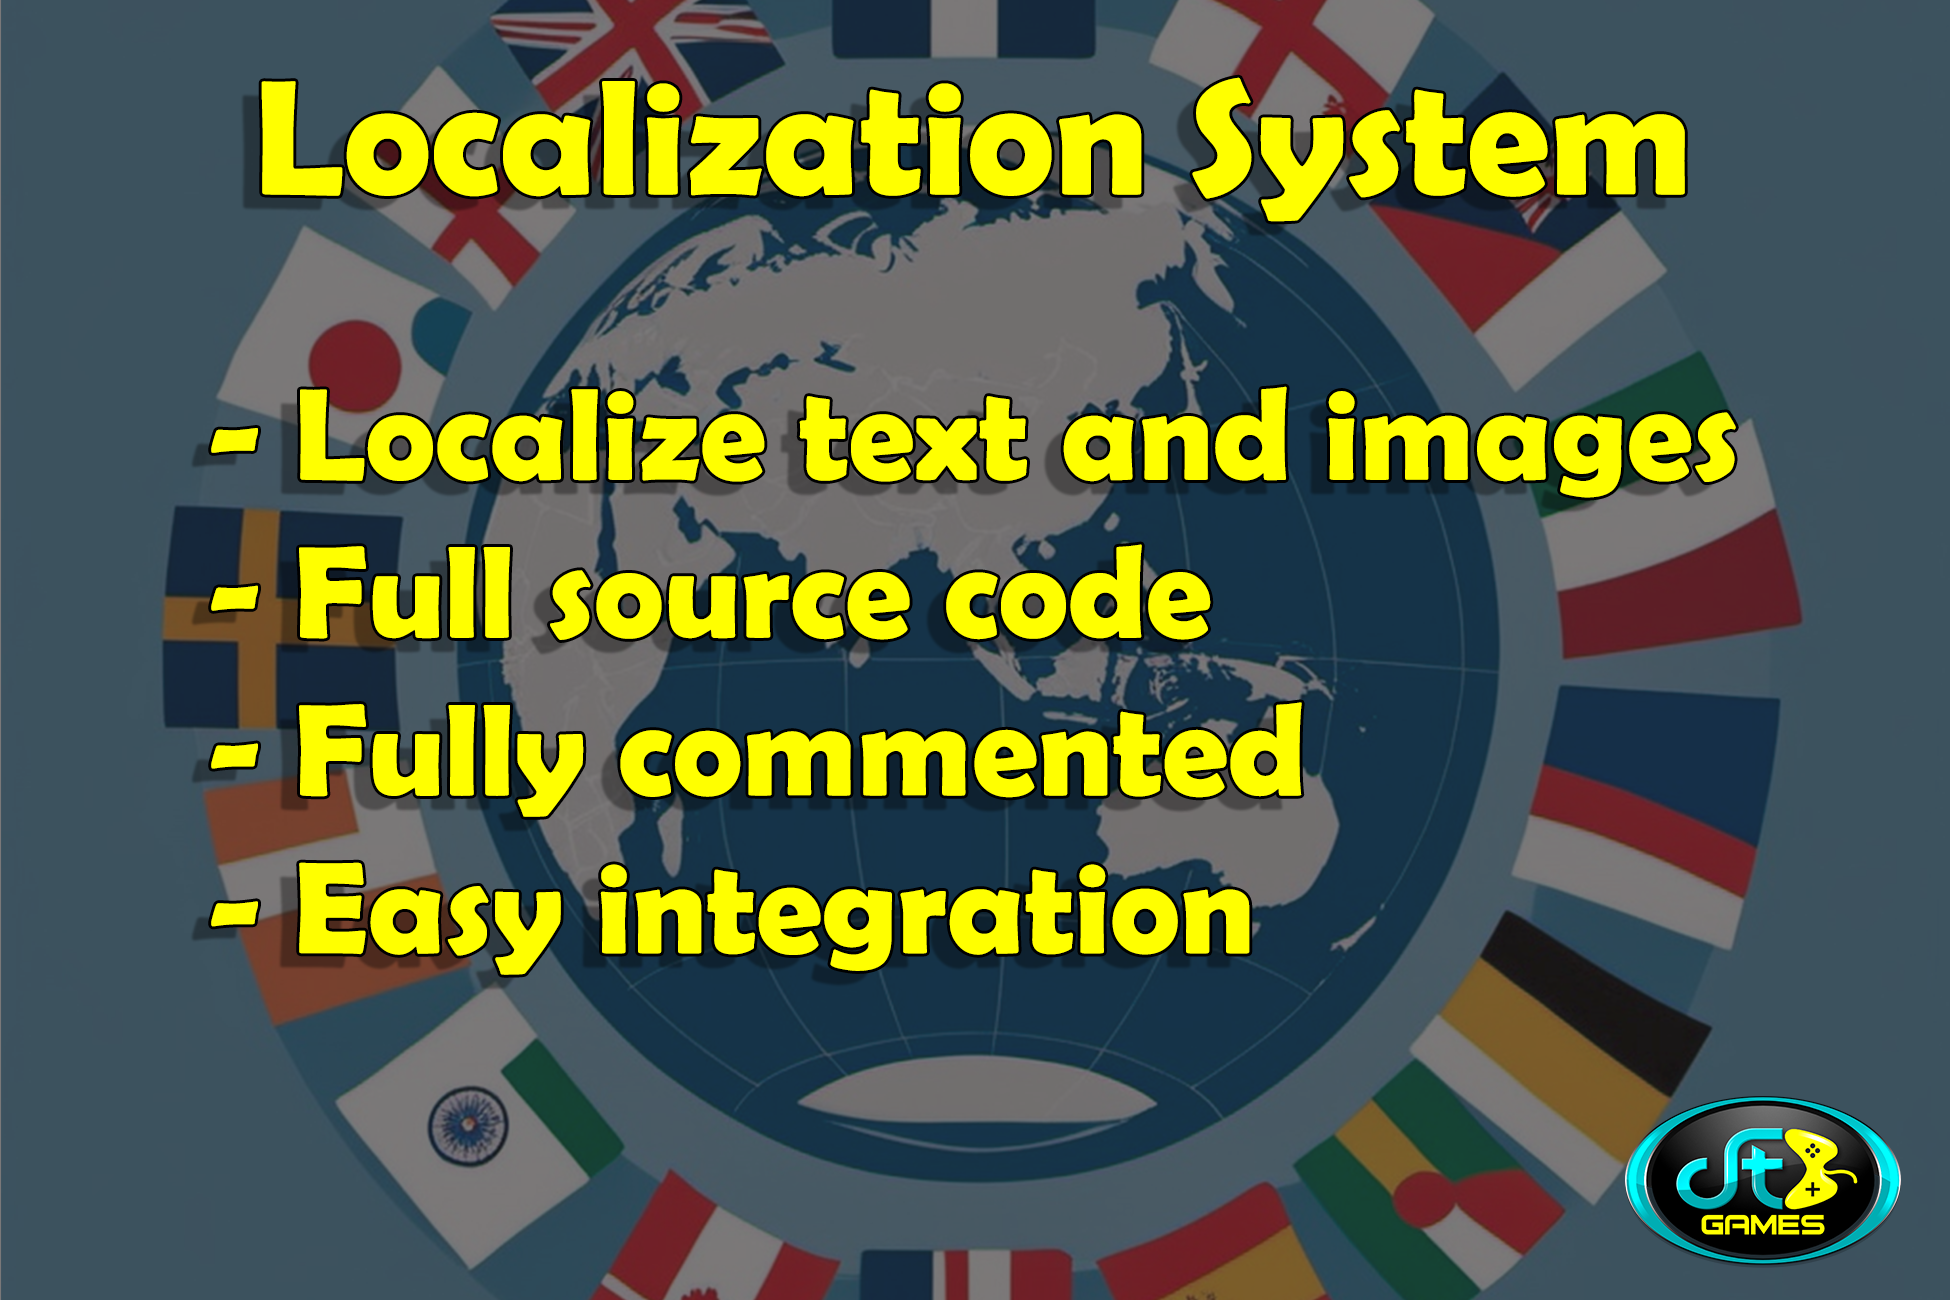 Localization System
- Localize text and images
- Full source code
- Fully commented
- Easy integration
GAMES